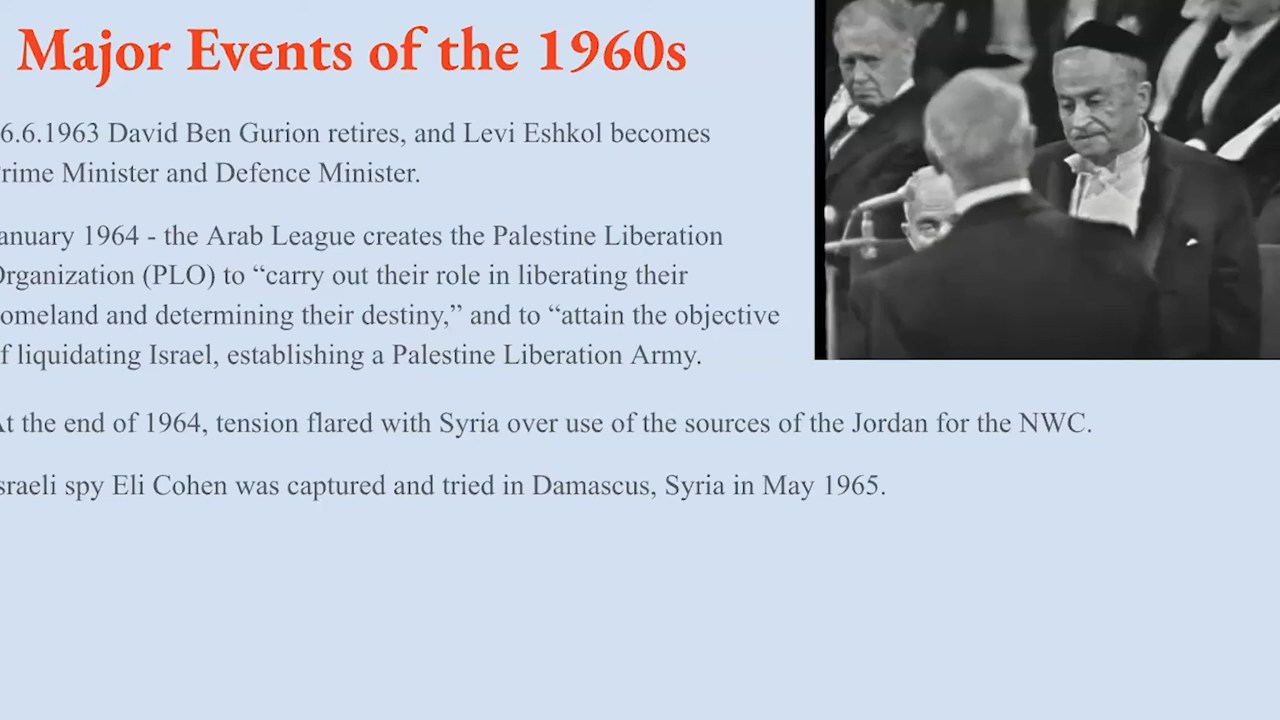 Major Events of the 1960s
6.6.1963 David Ben Gurion retires, and Levi Eshkol becomes
rime Minister and Defence Minister.
anuary 1964 - the Arab League creates the Palestine Liberation
Organization (PLO) to “carry out their role in liberating their
omeland and determining their destiny,” and to “attain the objective
f liquidating Israel, establishing a Palestine Liberation Army.
At the end of 1964, tension flared with Syria over use of the sources of the Jordan for the NWC.
sraeli spy Eli Cohen was captured and tried in Damascus, Syria in May 1965.